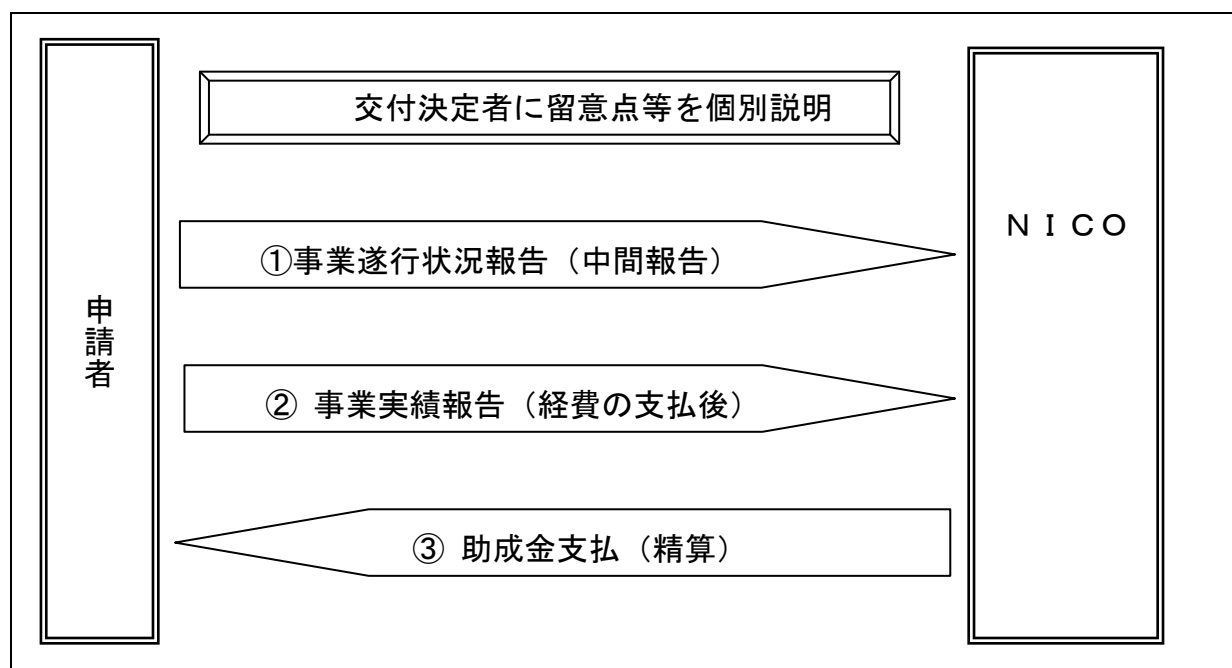 交付決定者に留意点等を個別説明
ＮＩＣＯ
①事業遂行状況報告（中間報告）
申請者
② 事業実績報告（経費の支払後）
③ 助成金支払（精算）